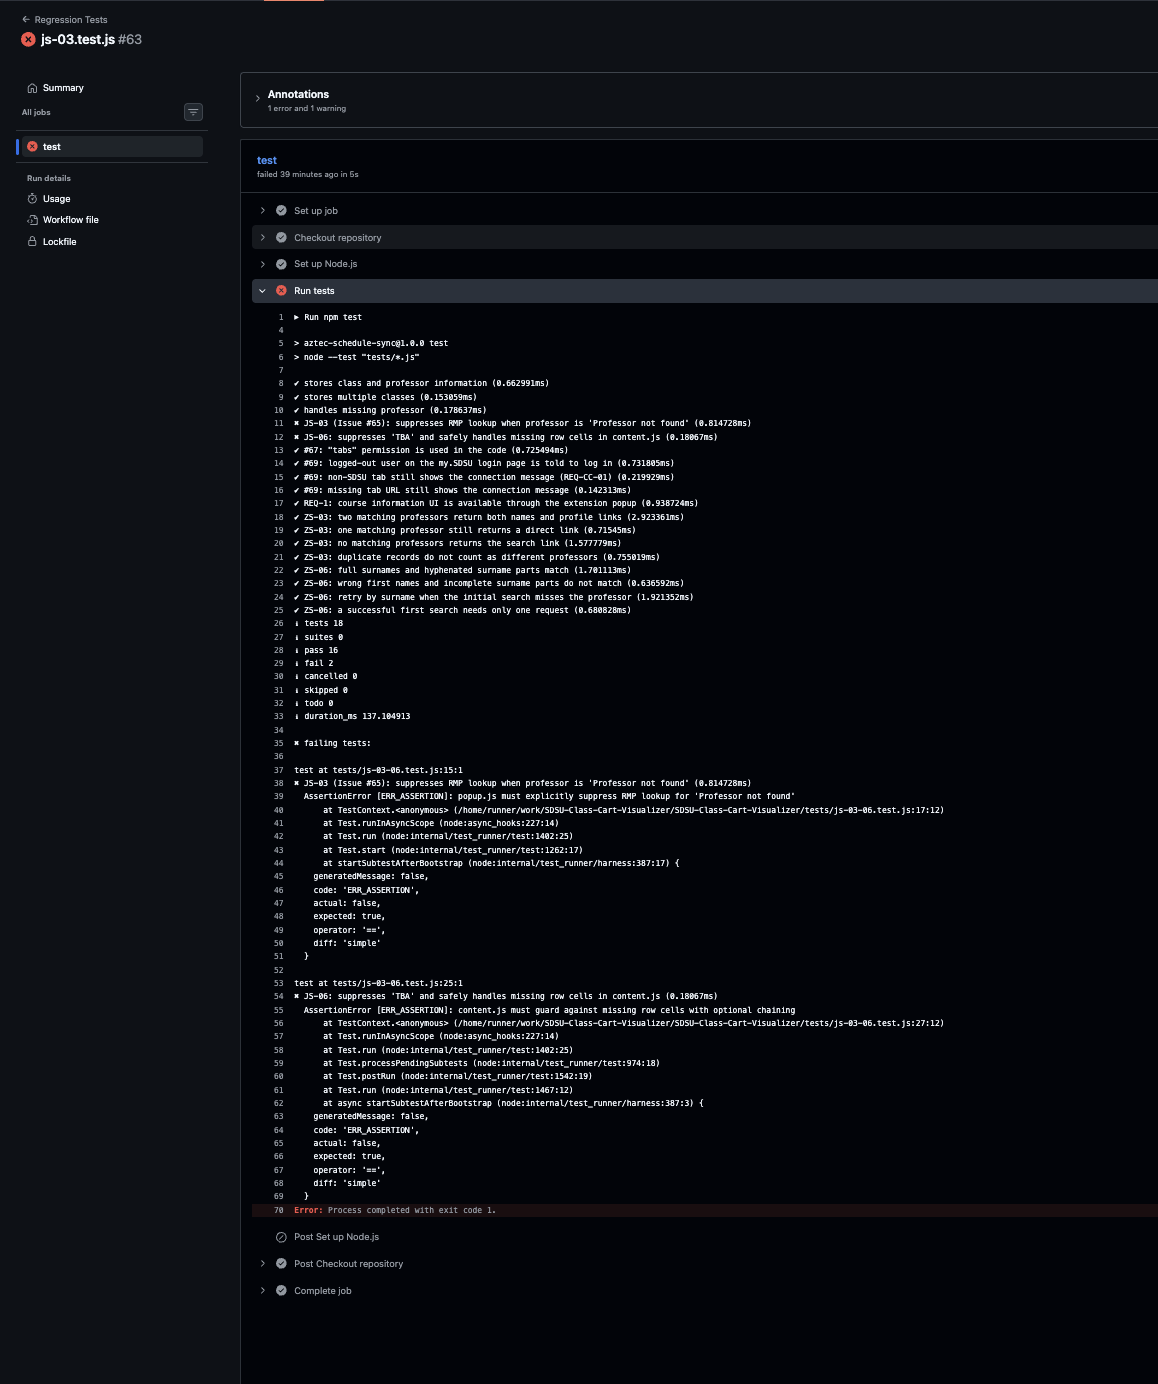 ← Regression Tests
js-03.test.js #63
Summary
All jobs
test
Run details
Usage
Workflow file
Lockfile
Annotations
1 error and 1 warning
test
failed 39 minutes ago in 5s
Set up job
Checkout repository
Set up Node.js
Run tests
1 ▶ Run npm test
4
5 > aztec-schedule-sync@1.0.0 test
6 > node --test "tests/*.js"
7
8 ✔ stores class and professor information (0.662991ms)
9 ✔ stores multiple classes (0.153059ms)
10 ✔ handles missing professor (0.178637ms)
11 ✖ JS-03 (Issue #65): suppresses RMP lookup when professor is 'Professor not found' (0.814728ms)
12 ✖ JS-06: suppresses 'TBA' and safely handles missing row cells in content.js (0.18067ms)
13 ✔ #67: "tabs" permission is used in the code (0.725494ms)
14 ✔ #69: logged-out user on the my.SDSU login page is told to log in (0.731805ms)
15 ✔ #69: non-SDSU tab still shows the connection message (REQ-CC-01) (0.219929ms)
16 ✔ #69: missing tab URL still shows the connection message (0.142313ms)
17 ✔ REQ-1: course information UI is available through the extension popup (0.938724ms)
18 ✔ ZS-03: two matching professors return both names and profile links (2.923361ms)
19 ✔ ZS-03: one matching professor still returns a direct link (0.71545ms)
20 ✔ ZS-03: no matching professors returns the search link (1.577779ms)
21 ✔ ZS-03: duplicate records do not count as different professors (0.755019ms)
22 ✔ ZS-06: full surnames and hyphenated surname parts match (1.701113ms)
23 ✔ ZS-06: wrong first names and incomplete surname parts do not match (0.636592ms)
24 ✔ ZS-06: retry by surname when the initial search misses the professor (1.921352ms)
25 ✔ ZS-06: a successful first search needs only one request (0.680828ms)
26 ℹ tests 18
27 ℹ suites 0
28 ℹ pass 16
29 ℹ fail 2
30 ℹ cancelled 0
31 ℹ skipped 0
32 ℹ todo 0
33 ℹ duration_ms 137.104913
34
35 ✖ failing tests:
36
37 test at tests/js-03-06.test.js:15:1
38 ✖ JS-03 (Issue #65): suppresses RMP lookup when professor is 'Professor not found' (0.814728ms)
39 AssertionError [ERR_ASSERTION]: popup.js must explicitly suppress RMP lookup for 'Professor not found'
40 at TestContext.<anonymous> (/home/runner/work/SDSU-Class-Cart-Visualizer/SDSU-Class-Cart-Visualizer/tests/js-03-06.test.js:17:12)
41 at Test.runInAsyncScope (node:async_hooks:227:14)
42 at Test.run (node:internal/test_runner/test:1402:25)
43 at Test.start (node:internal/test_runner/test:1262:17)
44 at startSubtestAfterBootstrap (node:internal/test_runner/harness:387:17) {
45 generatedMessage: false,
46 code: 'ERR_ASSERTION',
47 actual: false,
48 expected: true,
49 operator: '==',
50 diff: 'simple'
51 }
52
53 test at tests/js-03-06.test.js:25:1
54 ✖ JS-06: suppresses 'TBA' and safely handles missing row cells in content.js (0.18067ms)
55 AssertionError [ERR_ASSERTION]: content.js must guard against missing row cells with optional chaining
56 at TestContext.<anonymous> (/home/runner/work/SDSU-Class-Cart-Visualizer/SDSU-Class-Cart-Visualizer/tests/js-03-06.test.js:27:12)
57 at Test.runInAsyncScope (node:async_hooks:227:14)
58 at Test.run (node:internal/test_runner/test:1402:25)
59 at Test.processPendingSubtests (node:internal/test_runner/test:974:18)
60 at Test.postRun (node:internal/test_runner/test:1542:19)
61 at Test.run (node:internal/test_runner/test:1467:12)
62 at async startSubtestAfterBootstrap (node:internal/test_runner/harness:387:3) {
63 generatedMessage: false,
64 code: 'ERR_ASSERTION',
65 actual: false,
66 expected: true,
67 operator: '==',
68 diff: 'simple'
69 }
70 Error: Process completed with exit code 1.
Post Set up Node.js
Post Checkout repository
Complete job